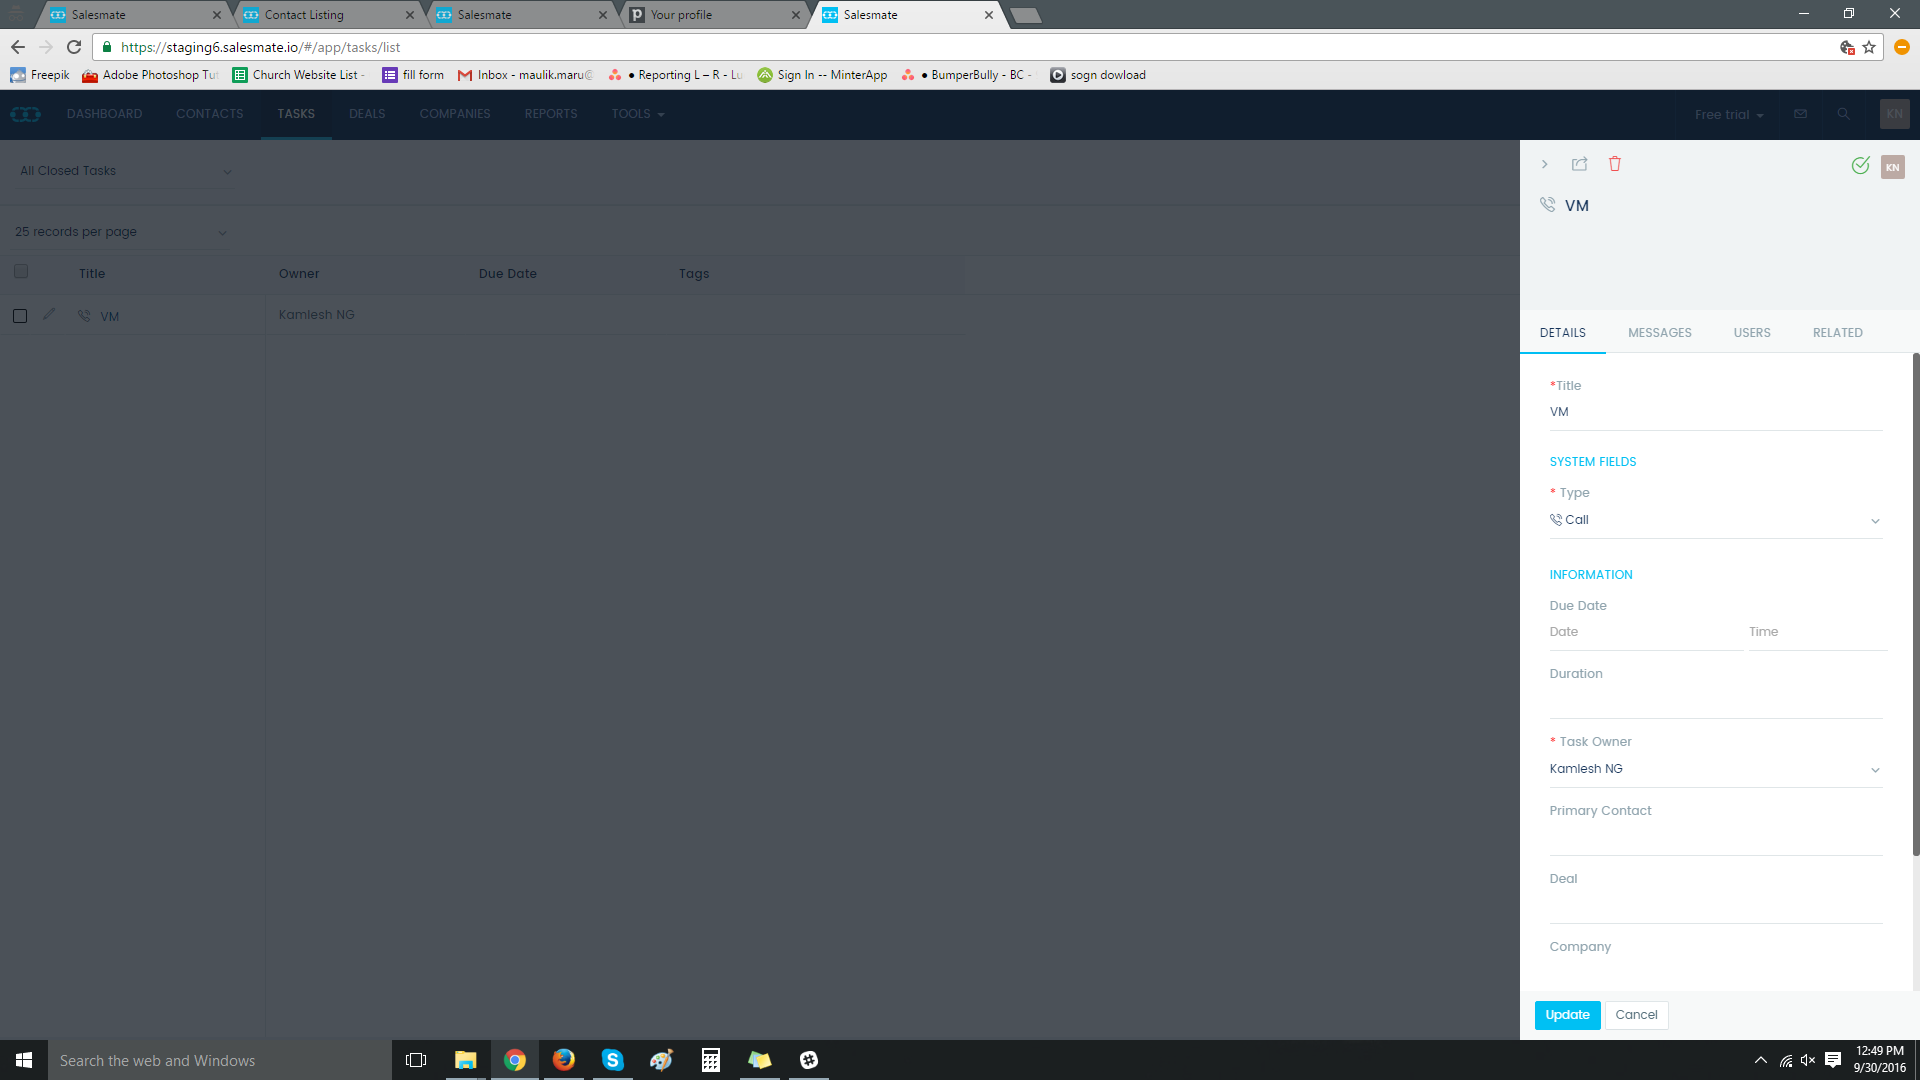 Salesmate
Contact Listing
Salesmate
Your profile
Salesmate
https://staging6.salesmate.io/#/app/tasks/list
Freepik
Adobe Photoshop Tut
Church Website List -
fill form
Inbox - maulik.maru@
● Reporting L – R - Lu
Sign In -- MinterApp
● BumperBully - BC -
sogn dowload
DASHBOARD
CONTACTS
TASKS
DEALS
COMPANIES
REPORTS
TOOLS
Free trial
KN
All Closed Tasks
25 records per page
Title
Owner
Due Date
Tags
VM
Kamlesh NG
KN
VM
DETAILS
MESSAGES
USERS
RELATED
*Title
VM
SYSTEM FIELDS
* Type
Call
INFORMATION
Due Date
Date
Time
Duration
* Task Owner
Kamlesh NG
Primary Contact
Deal
Company
Update
Cancel
Search the web and Windows
12:49 PM
9/30/2016